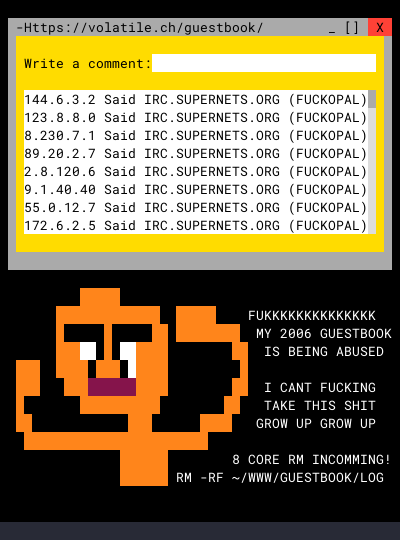 -Https://volatile.ch/guestbook/ _ [] X
Write a comment:
144.6.3.2 Said IRC.SUPERNETS.ORG (FUCKOPAL)
123.8.8.0 Said IRC.SUPERNETS.ORG (FUCKOPAL)
8.230.7.1 Said IRC.SUPERNETS.ORG (FUCKOPAL)
89.20.2.7 Said IRC.SUPERNETS.ORG (FUCKOPAL)
2.8.120.6 Said IRC.SUPERNETS.ORG (FUCKOPAL)
9.1.40.40 Said IRC.SUPERNETS.ORG (FUCKOPAL)
55.0.12.7 Said IRC.SUPERNETS.ORG (FUCKOPAL)
172.6.2.5 Said IRC.SUPERNETS.ORG (FUCKOPAL)
FUKKKKKKKKKKKKKK
MY 2006 GUESTBOOK
IS BEING ABUSED
I CANT FUCKING
TAKE THIS SHIT
GROW UP GROW UP
8 CORE RM INCOMMING!
RM -RF ~/WWW/GUESTBOOK/LOG